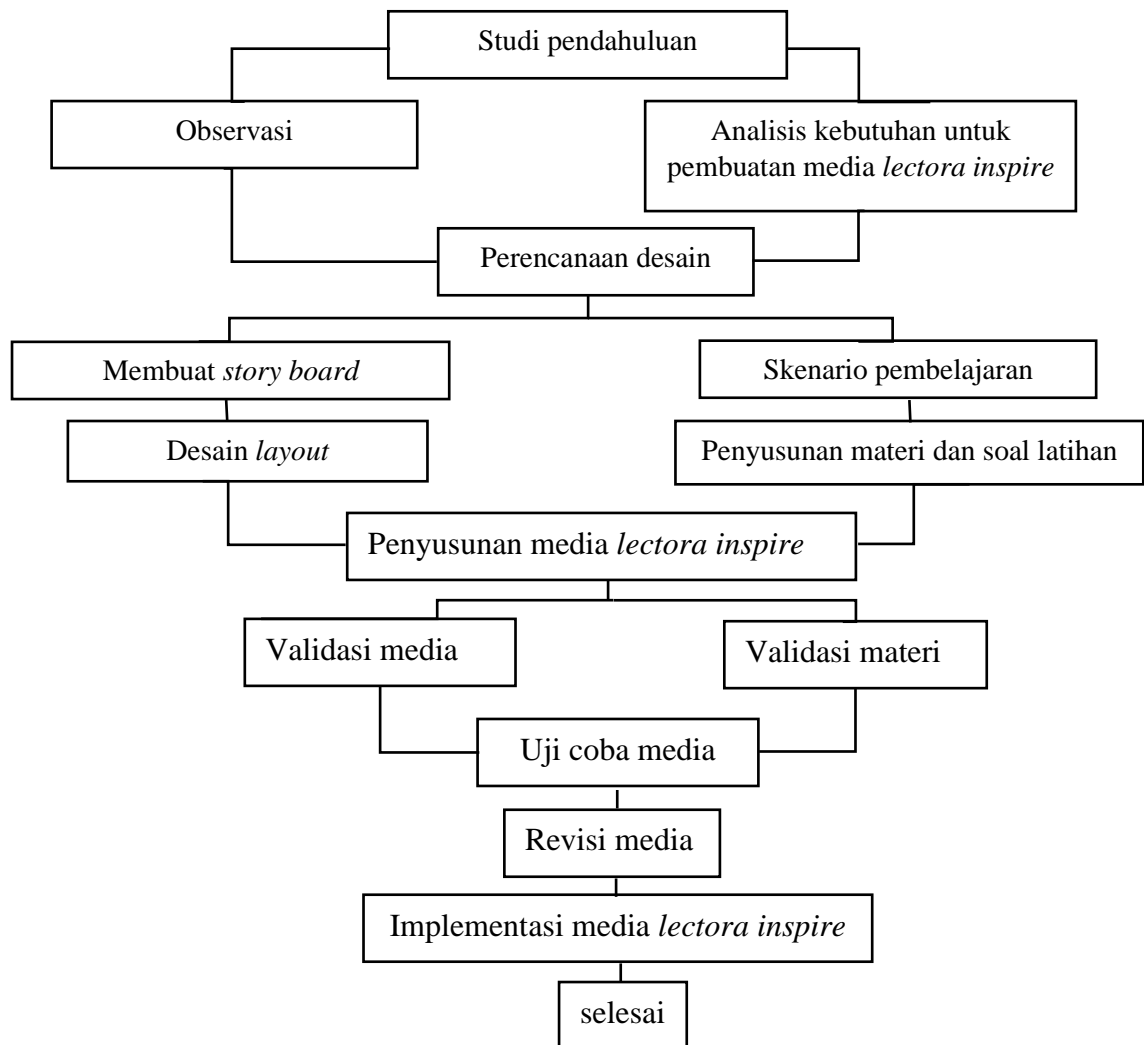 Studi pendahuluan
Observasi
Analisis kebutuhan untuk
pembuatan media lectora inspire
Perencanaan desain
Membuat story board
Skenario pembelajaran
Desain layout
Penyusunan materi dan soal latihan
Penyusunan media lectora inspire
Validasi media
Validasi materi
Uji coba media
Revisi media
Implementasi media lectora inspire
selesai